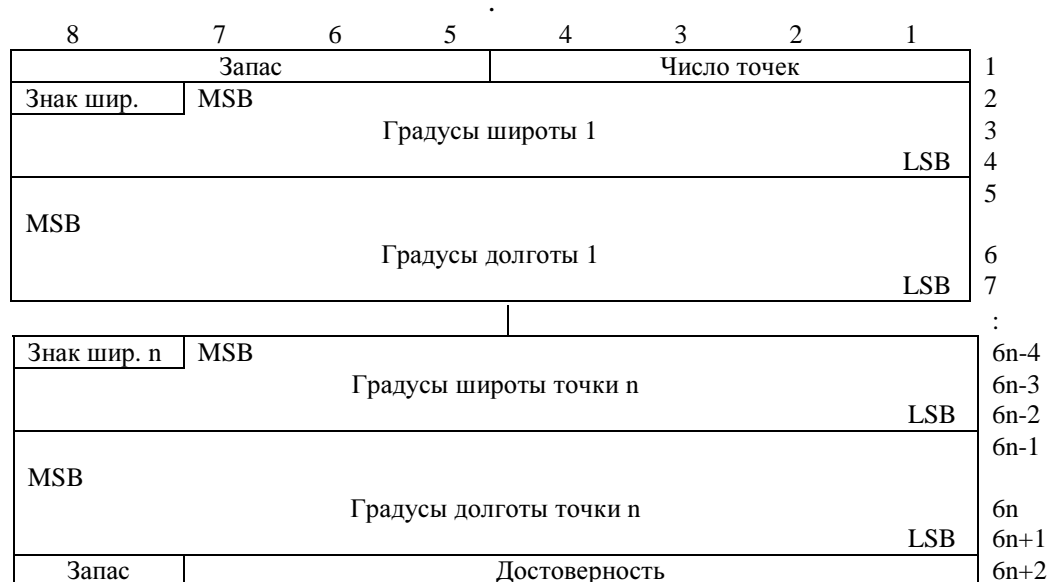 .
8 7 6 5 4 3 2 1
Запас Число точек 1
Знак шир. MSB 2
Градусы широты 1 3
LSB 4
5
MSB
Градусы долготы 1 6
LSB 7
:
Знак шир. n MSB 6n-4
Градусы широты точки n 6n-3
LSB 6n-2
6n-1
MSB
Градусы долготы точки n 6n
LSB 6n+1
Запас Достоверность 6n+2